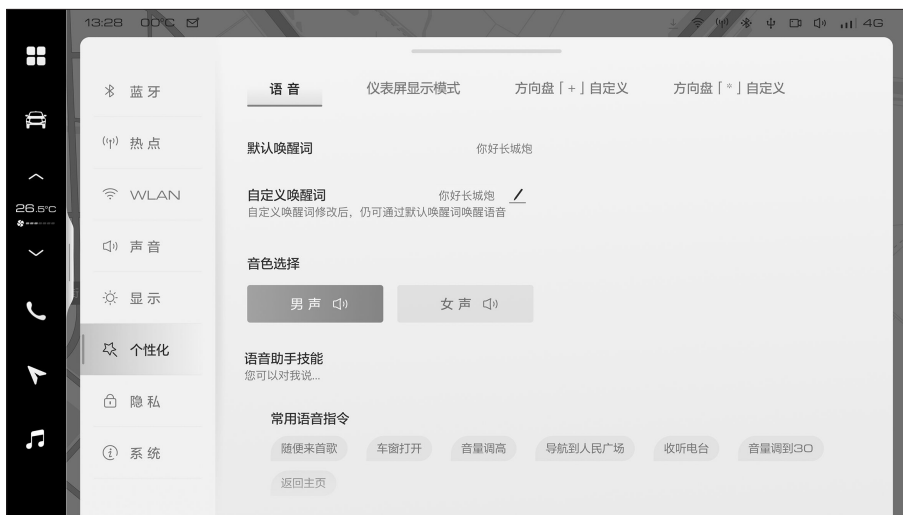 13:28 00°C
4G
26.5°C
蓝牙
热点
WLAN
声音
显示
个性化
隐私
系统
语音 仪表屏显示模式 方向盘「+」自定义 方向盘「*」自定义
默认唤醒词 你好长城炮
自定义唤醒词 你好长城炮
自定义唤醒词修改后，仍可通过默认唤醒词唤醒语音
音色选择
男声 女声
语音助手技能
您可以对我说...
常用语音指令
随便来首歌 车窗打开 音量调高 导航到人民广场 收听电台 音量调到30
返回主页